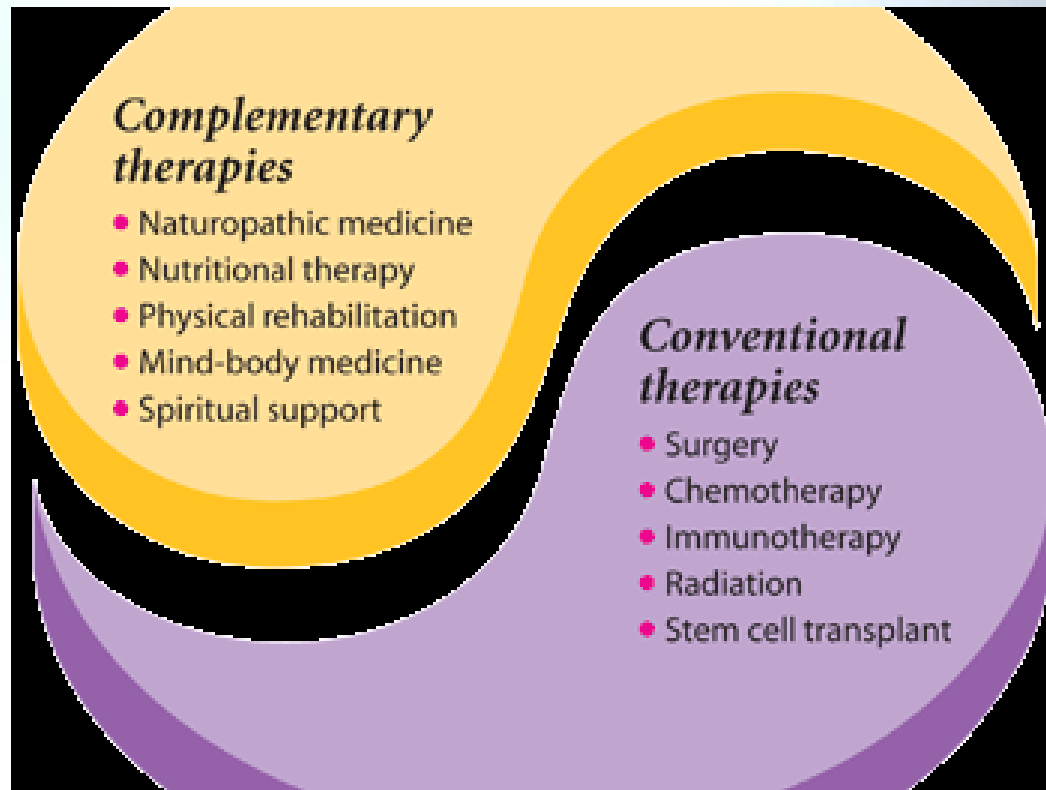 Complementary
therapies
• Naturopathic medicine
• Nutritional therapy
• Physical rehabilitation
• Mind-body medicine
• Spiritual support
Conventional
therapies
• Surgery
• Chemotherapy
• Immunotherapy
• Radiation
• Stem cell transplant